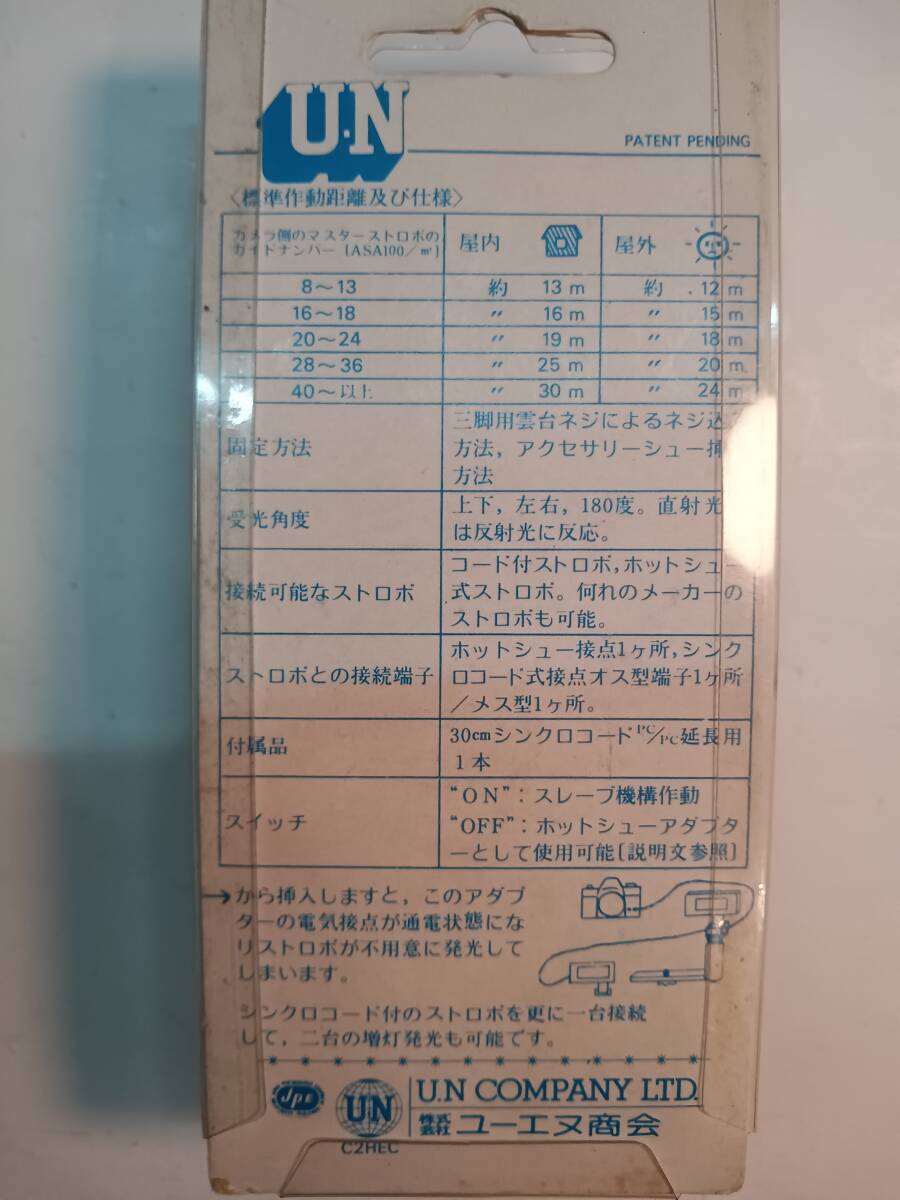 U.N
PATENT PENDING
〈標準作動距離及び仕様〉
カメラ側のマスターストロボの
ガイドナンバー [ASA100/㎡]
屋内
屋外
8〜13 約 13 m 約 12 m
16〜18 〃 16 m 〃 15 m
20〜24 〃 19 m 〃 18 m
28〜36 〃 25 m 〃 20 m
40〜以上 〃 30 m 〃 24 m
固定方法
三脚用雲台ネジによるネジ込
方法，アクセサリーシュー挿
方法
受光角度
上下，左右，180度。直射光
は反射光に反応。
接続可能なストロボ
コード付ストロボ，ホットシュー
式ストロボ。何れのメーカーの
ストロボも可能。
ストロボとの接続端子
ホットシュー接点1ヶ所，シンク
ロコード式接点オス型端子1ヶ所
/メス型1ヶ所。
付属品
30cmシンクロコードPC/PC延長用
1本
スイッチ
“ON”：スレーブ機構作動
“OFF”：ホットシューアダプタ
ーとして使用可能〔説明文参照〕
→から挿入しますと，このアダプ
ターの電気接点が通電状態にな
りストロボが不用意に発光して
しまいます。
シンクロコード付のストロボを更に一台接続
して，二台の増灯発光も可能です。
JPE
U.N
C2HEC
U.N COMPANY LTD.
株式会社 ユーエヌ商会